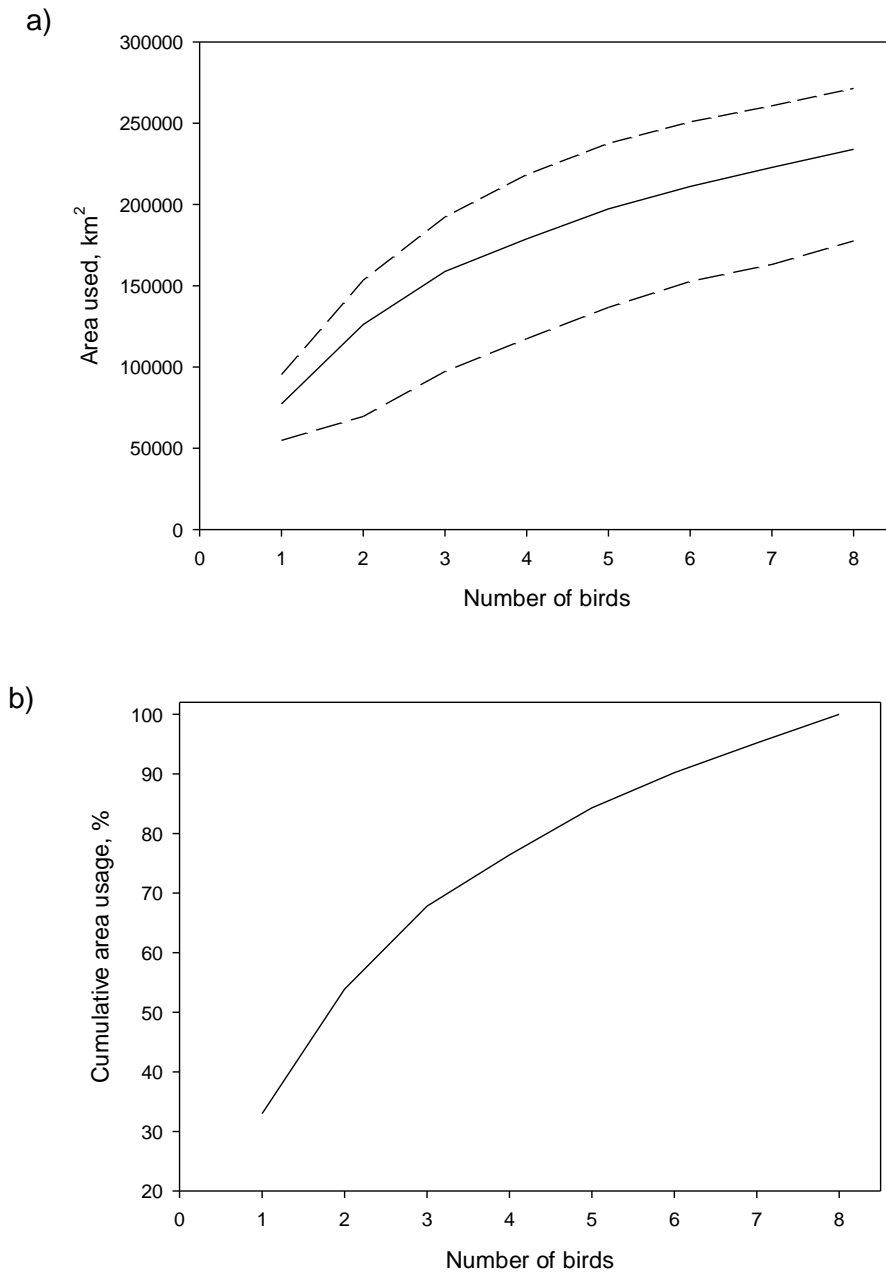 a)
300000
250000
200000
150000
100000
50000
0
Area used, km²
0 1 2 3 4 5 6 7 8
Number of birds
b)
100
90
80
70
60
50
40
30
20
Cumulative area usage, %
0 1 2 3 4 5 6 7 8
Number of birds